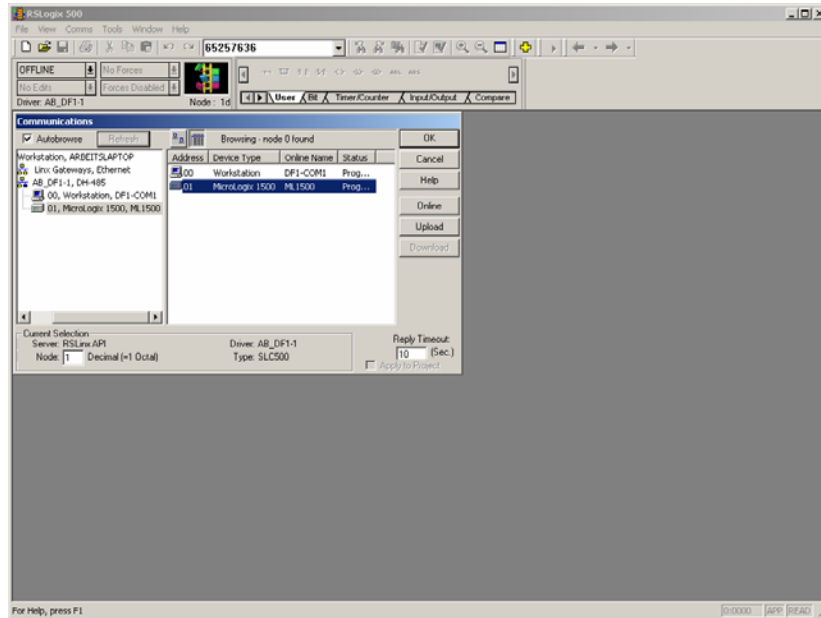 RSLogix 500
File View Comms Tools Window Help
65257636
OFFLINE No Forces
No Edits Forces Disabled
Driver: AB_DF1-1 Node: 1d
User Bit Timer/Counter Input/Output Compare
Communications
Autobrowse Refresh Browsing - node 0 found OK
Workstation, ARBEITSLAPTOP
Linx Gateways, Ethernet
AB_DF1-1, DH-485
00, Workstation, DF1-COM1
01, MicroLogix 1500, ML1500
Address Device Type Online Name Status
00 Workstation DF1-COM1 Prog...
01 MicroLogix 1500 ML1500 Prog...
Cancel
Help
Online
Upload
Download
Current Selection
Server: RSLinx API Driver: AB_DF1-1
Node: 1 Decimal (=1 Octal) Type: SLC500
Reply Timeout:
10 (Sec.)
Apply to Project
For Help, press F1 0:0000 APP READ